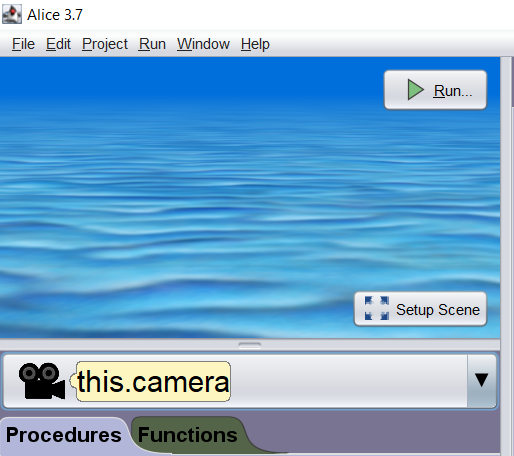 Alice 3.7
File Edit Project Run Window Help
Run...
Setup Scene
this.camera
Procedures Functions